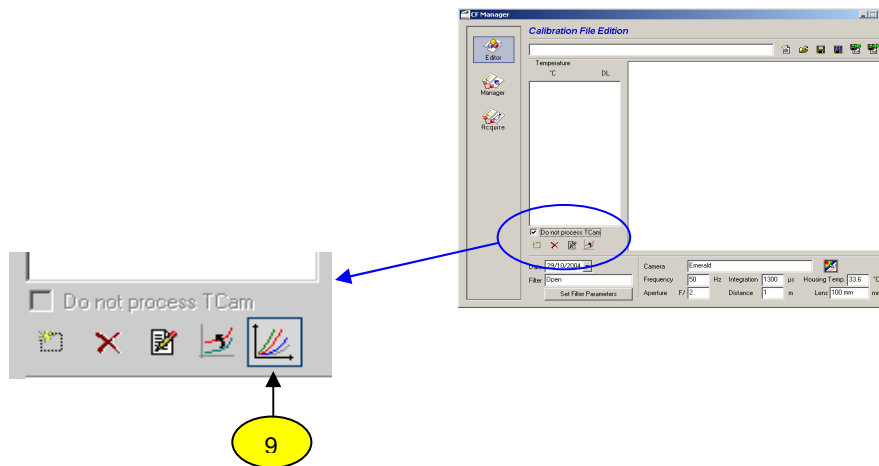 CF Manager
Calibration File Edition
Editor
Manager
Acquire
Temperature
°C DL
Do not process TCam
Date 29/10/2004
Filter Open
Set Filter Parameters
Camera Emerald
Frequency 50 Hz Integration 1300 µs Housing Temp. 33.6 °C
Aperture F/ 2 Distance 1 m Lens 100 mm mm
Do not process TCam
9